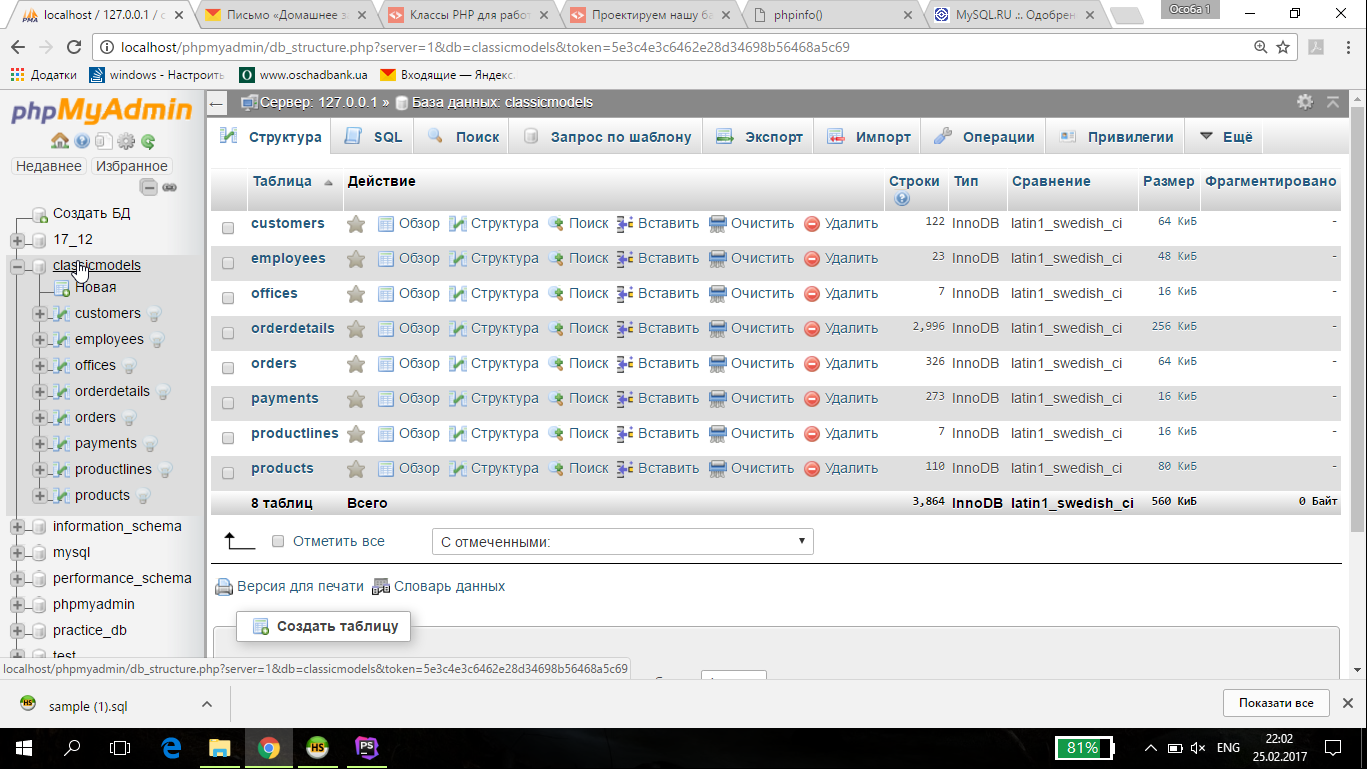 localhost / 127.0.0.1 / c
Письмо «Домашнее за
Классы PHP для работ
Проектируем нашу ба
phpinfo()
MySQL.RU .:. Одобрен
Особа 1
localhost/phpmyadmin/db_structure.php?server=1&db=classicmodels&token=5e3c4e3c6462e28d34698b56468a5c69
Додатки
windows - Настроить
www.oschadbank.ua
Входящие — Яндекс.
phpMyAdmin
Недавнее Избранное
Создать БД
17_12
classicmodels
Новая
customers
employees
offices
orderdetails
orders
payments
productlines
products
information_schema
mysql
performance_schema
phpmyadmin
practice_db
test
Сервер: 127.0.0.1 » База данных: classicmodels
Структура SQL Поиск Запрос по шаблону Экспорт Импорт Операции Привилегии Ещё
Таблица Действие Строки Тип Сравнение Размер Фрагментировано
customers Обзор Структура Поиск Вставить Очистить Удалить 122 InnoDB latin1_swedish_ci 64 КиБ -
employees Обзор Структура Поиск Вставить Очистить Удалить 23 InnoDB latin1_swedish_ci 48 КиБ -
offices Обзор Структура Поиск Вставить Очистить Удалить 7 InnoDB latin1_swedish_ci 16 КиБ -
orderdetails Обзор Структура Поиск Вставить Очистить Удалить 2,996 InnoDB latin1_swedish_ci 256 КиБ -
orders Обзор Структура Поиск Вставить Очистить Удалить 326 InnoDB latin1_swedish_ci 64 КиБ -
payments Обзор Структура Поиск Вставить Очистить Удалить 273 InnoDB latin1_swedish_ci 16 КиБ -
productlines Обзор Структура Поиск Вставить Очистить Удалить 7 InnoDB latin1_swedish_ci 16 КиБ -
products Обзор Структура Поиск Вставить Очистить Удалить 110 InnoDB latin1_swedish_ci 80 КиБ -
8 таблиц Всего 3,864 InnoDB latin1_swedish_ci 560 КиБ 0 Байт
Отметить все С отмеченными:
Версия для печати Словарь данных
Создать таблицу
localhost/phpmyadmin/db_structure.php?server=1&db=classicmodels&token=5e3c4e3c6462e28d34698b56468a5c69
sample (1).sql
Показати все
81%
ENG
22:02
25.02.2017